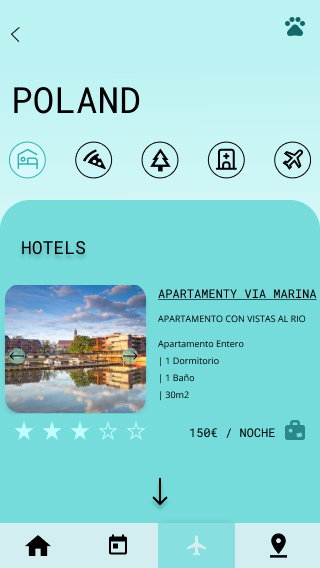 POLAND
HOTELS
APARTAMENTY VIA MARINA
APARTAMENTO CON VISTAS AL RIO
Apartamento Entero
| 1 Dormitorio
| 1 Baño
| 30m2
150€ / NOCHE